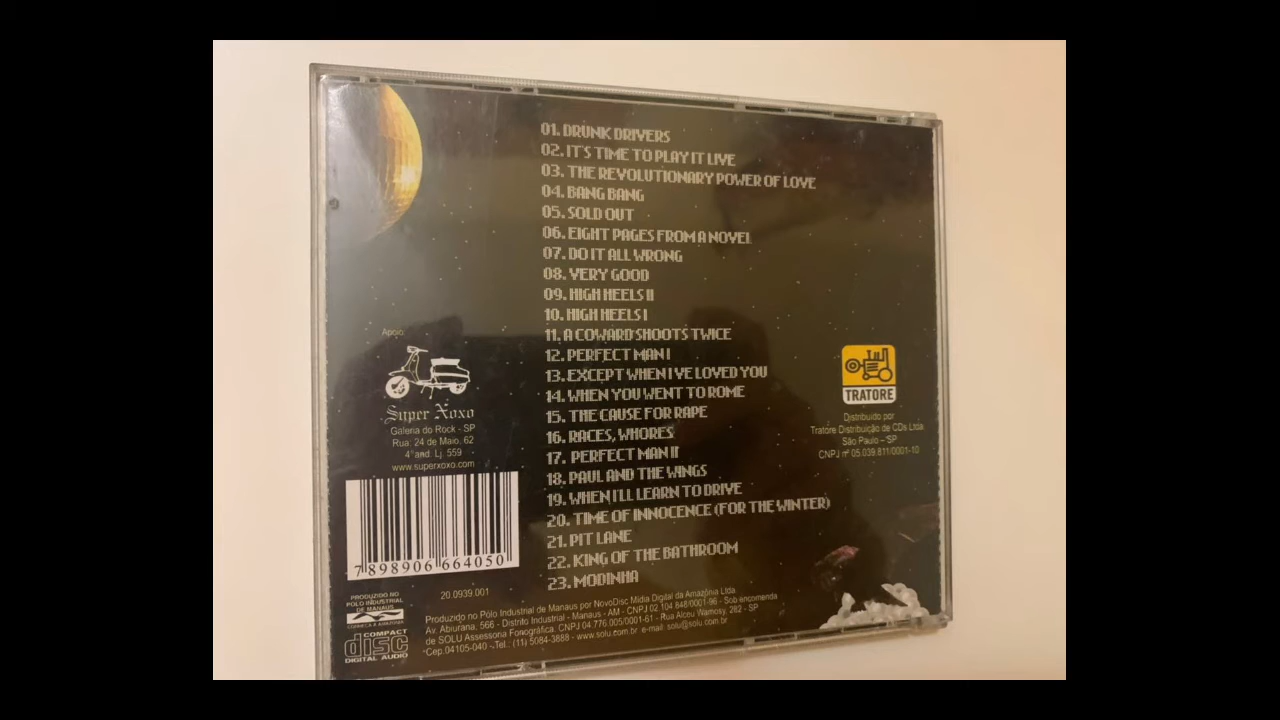 01. DRUNK DRIVERS
02. IT'S TIME TO PLAY IT LIVE
03. THE REVOLUTIONARY POWER OF LOVE
04. BANG BANG
05. SOLD OUT
06. EIGHT PAGES FROM A NOVEL
07. DO IT ALL WRONG
08. VERY GOOD
09. HIGH HEELS II
10. HIGH HEELS I
11. A COWARD SHOOTS TWICE
12. PERFECT MAN I
13. EXCEPT WHEN I'VE LOVED YOU
14. WHEN YOU WENT TO ROME
15. THE CAUSE FOR RAPE
16. RACES, WHORES
17. PERFECT MAN II
18. PAUL AND THE WINGS
19. WHEN I'LL LEARN TO DRIVE
20. TIME OF INNOCENCE (FOR THE WINTER)
21. PIT LANE
22. KING OF THE BATHROOM
23. MODINHA
Apoio:
Super Xoxo
Galeria do Rock - SP
Rua: 24 de Maio, 62
4º and. Lj. 559
www.superxoxo.com
7 898906 664050
TRATORE
Distribuído por
Tratore Distribuição de CDs Ltda.
São Paulo – SP
CNPJ nº 05.039.811/0001-10
20.0939.001
PRODUZIDO NO
PÓLO INDUSTRIAL
DE MANAUS
CONHEÇA A AMAZÔNIA
COMPACT
disc
DIGITAL AUDIO
Produzido no Pólo Industrial de Manaus por NovoDisc Mídia Digital da Amazônia Ltda.
Av. Abiurana, 566 - Distrito Industrial - Manaus - AM - CNPJ 02.104.848/0001-96 - Sob encomenda
de SOLU Assessoria Fonográfica. CNPJ 04.776.005/0001-61 - Rua Alceu Wamosy, 282 - SP
Cep.04105-040 - Tel.: (11) 5084-3888 - www.solu.com.br e-mail: solu@solu.com.br